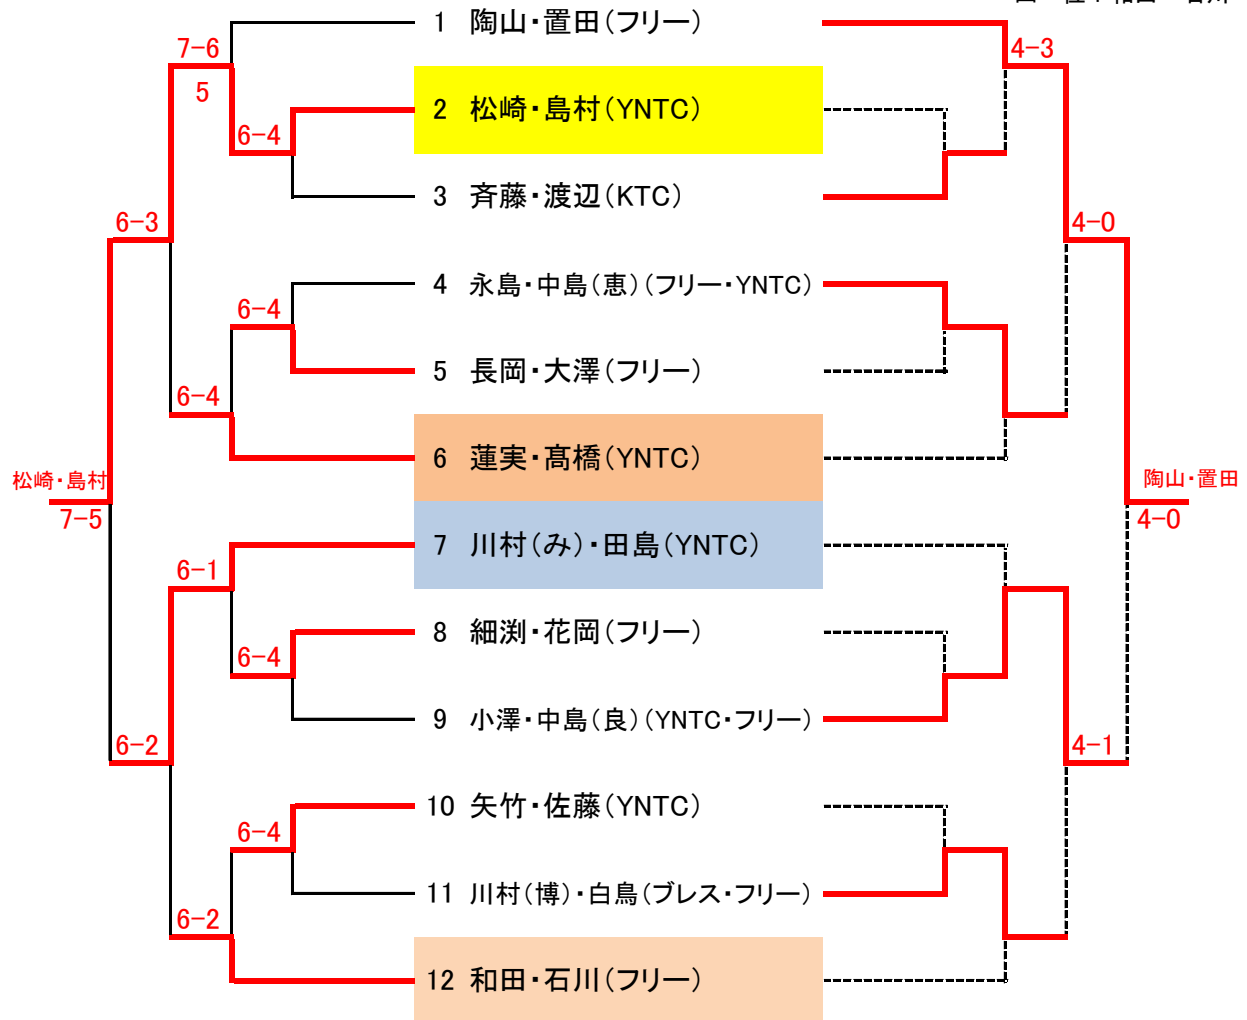 1 陶山・置田(フリー)
7-6
4-3
5
2 松崎・島村(YNTC)
6-4
3 斉藤・渡辺(KTC)
6-3
4-0
4 永島・中島(恵)(フリー・YNTC)
6-4
5 長岡・大澤(フリー)
6-4
6 蓮実・髙橋(YNTC)
松崎・島村
陶山・置田
7-5
4-0
7 川村(み)・田島(YNTC)
6-1
8 細渕・花岡(フリー)
6-4
9 小澤・中島(良)(YNTC・フリー)
6-2
4-1
10 矢竹・佐藤(YNTC)
6-4
11 川村(博)・白鳥(ブレス・フリー)
6-2
12 和田・石川(フリー)